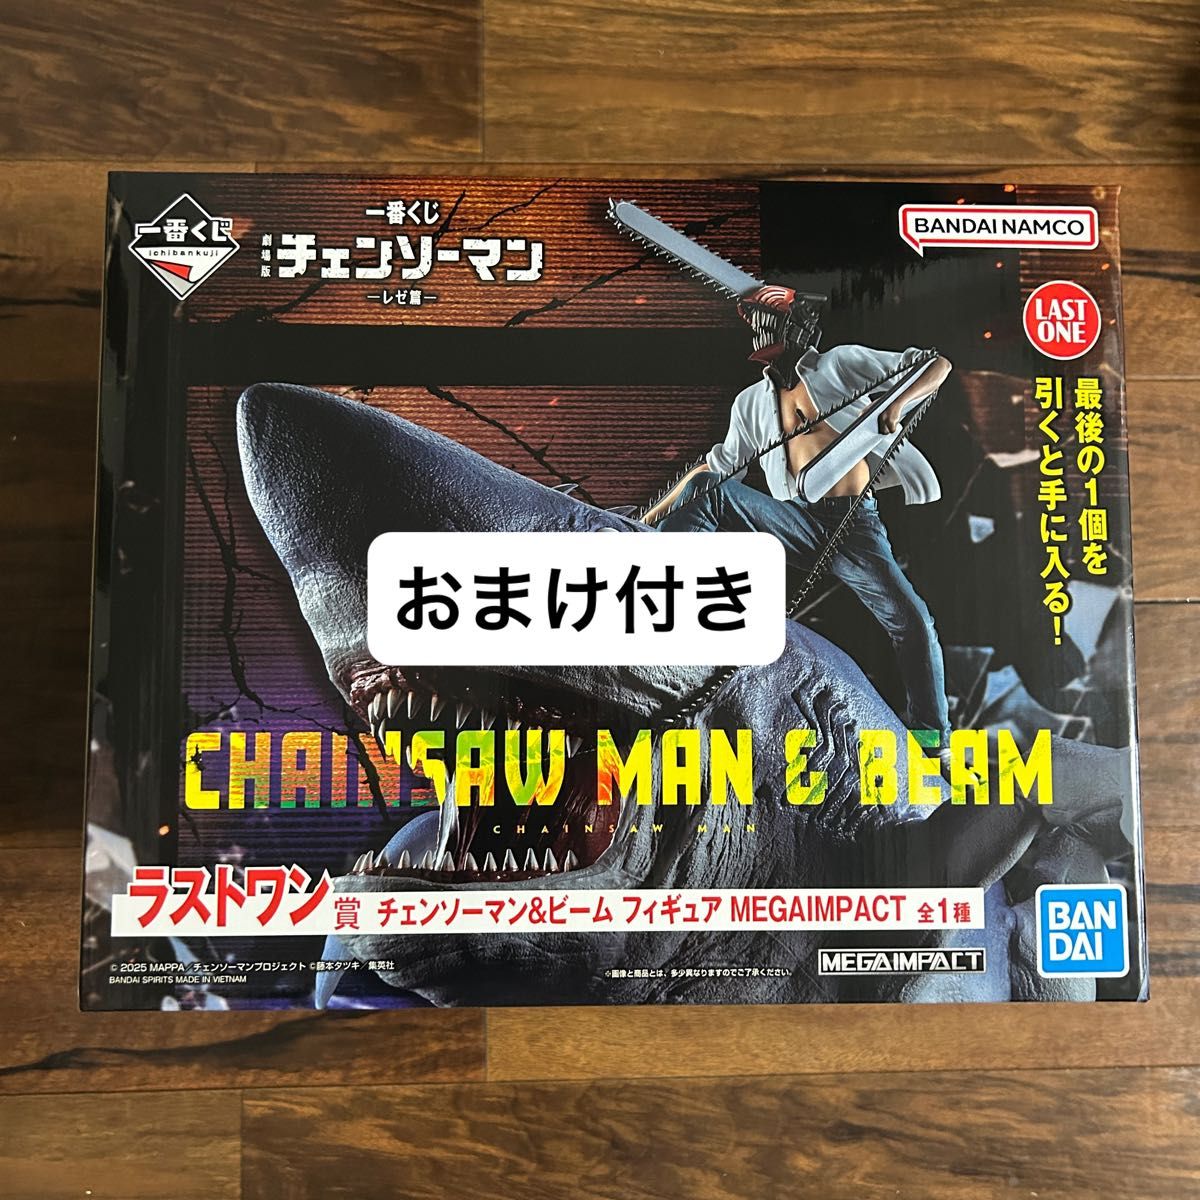 一番くじ
ichibankuji
一番くじ
劇場版 チェンソーマン
―レゼ篇―
BANDAI NAMCO
LAST
ONE
最後の1個を
引くと手に入る!
おまけ付き
CHAINSAW MAN & BEAM
CHAINSAW MAN
ラストワン賞 チェンソーマン&ビーム フィギュア MEGAIMPACT 全1種
© 2025 MAPPA/チェンソーマンプロジェクト ©藤本タツキ/集英社
BANDAI SPIRITS MADE IN VIETNAM
※画像と商品とは、多少異なりますのでご了承ください。
MEGAIMPACT
BAN
DAI